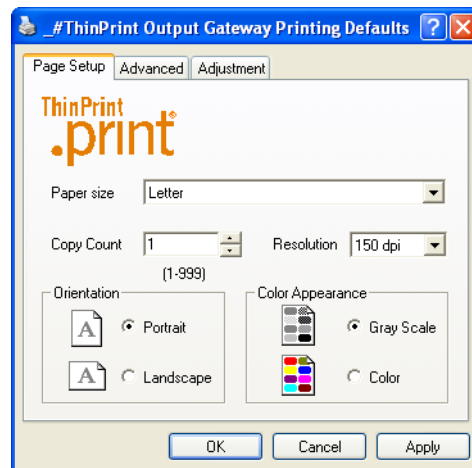 _#ThinPrint Output Gateway Printing Defaults
Page Setup Advanced Adjustment
ThinPrint
.print®
Paper size Letter
Copy Count 1 Resolution 150 dpi
(1-999)
Orientation Color Appearance
A Portrait Gray Scale
A Landscape Color
OK Cancel Apply